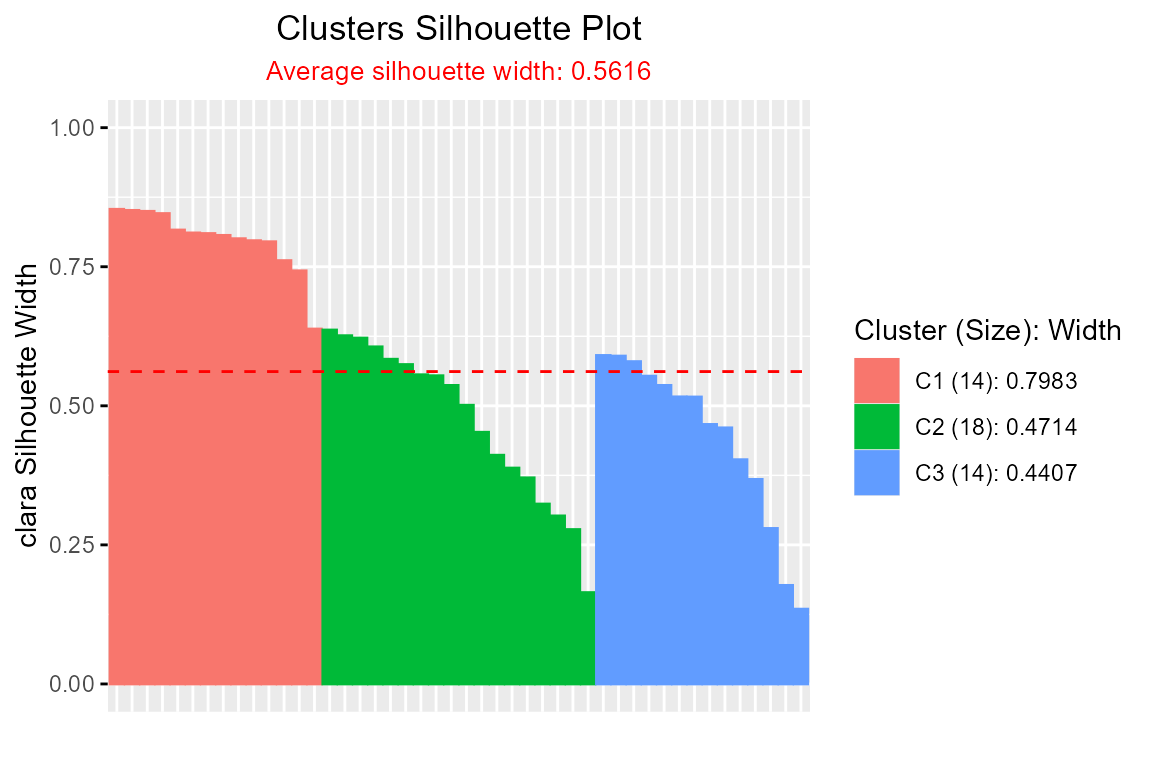 Clusters Silhouette Plot
Average silhouette width: 0.5616
1.00
0.75
0.50
0.25
0.00
clara Silhouette Width
Cluster (Size): Width
C1 (14): 0.7983
C2 (18): 0.4714
C3 (14): 0.4407